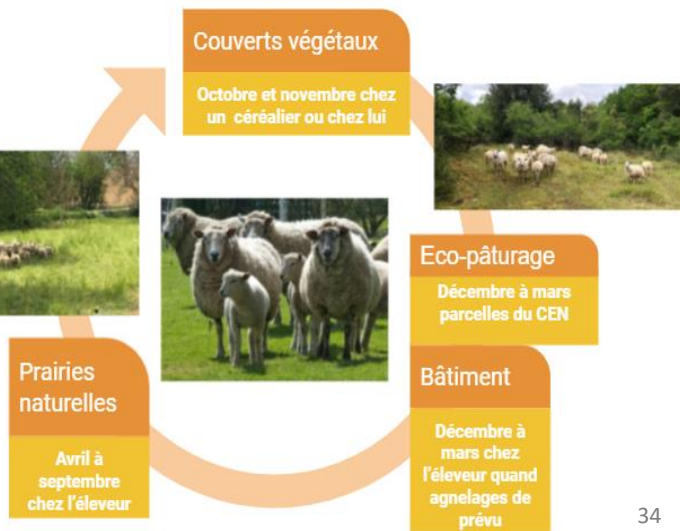 Couverts végétaux
Octobre et novembre chez
un céréalier ou chez lui
Eco-pâturage
Décembre à mars
parcelles du CEN
Bâtiment
Décembre à
mars chez
l'éleveur quand
agnelages de
prévu
Prairies
naturelles
Avril à
septembre
chez l'éleveur
34